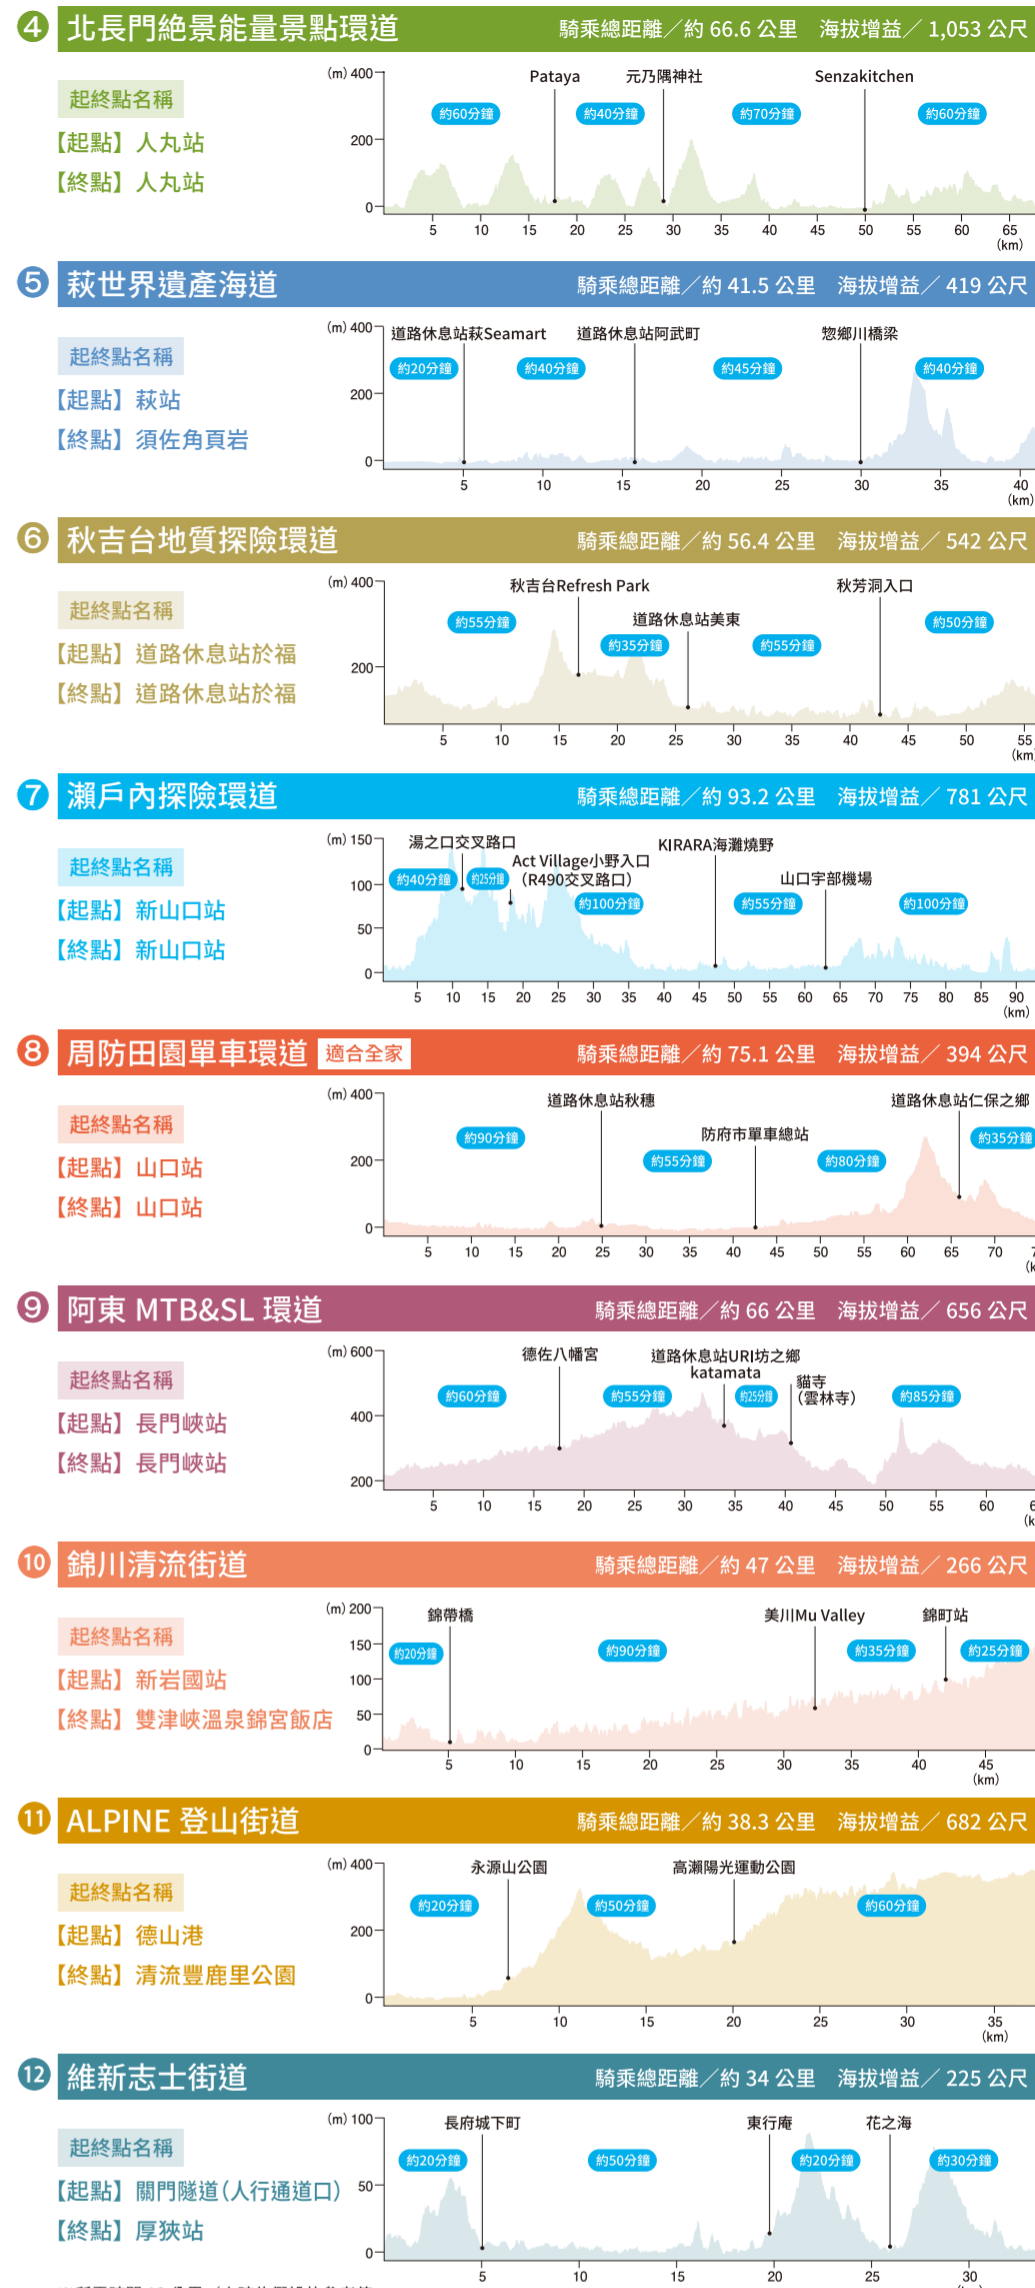 ④ 北長門絕景能量景點環道 騎乘總距離／約 66.6 公里 海拔增益／ 1,053 公尺
起終點名稱
【起點】人丸站
【終點】人丸站
(m) 400
200
0
Pataya 元乃隅神社 Senzakitchen
約60分鐘 約40分鐘 約70分鐘 約60分鐘
5 10 15 20 25 30 35 40 45 50 55 60 65
(km)
⑤ 萩世界遺產海道 騎乘總距離／約 41.5 公里 海拔增益／ 419 公尺
起終點名稱
【起點】萩站
【終點】須佐角頁岩
(m) 400
200
0
道路休息站萩Seamart 道路休息站阿武町 惣鄉川橋梁
約20分鐘 約40分鐘 約45分鐘 約40分鐘
5 10 15 20 25 30 35 40
(km)
⑥ 秋吉台地質探險環道 騎乘總距離／約 56.4 公里 海拔增益／ 542 公尺
起終點名稱
【起點】道路休息站於福
【終點】道路休息站於福
(m) 400
200
秋吉台Refresh Park 秋芳洞入口
道路休息站美東
約55分鐘 約35分鐘 約55分鐘 約50分鐘
5 10 15 20 25 30 35 40 45 50 55
(km
⑦ 瀨戶內探險環道 騎乘總距離／約 93.2 公里 海拔增益／ 781 公尺
起終點名稱
【起點】新山口站
【終點】新山口站
(m) 150
100
50
0
湯之口交叉路口 KIRARA海灘燒野
Act Village小野入口
（R490交叉路口） 山口宇部機場
約40分鐘 約25分鐘 約100分鐘 約55分鐘 約100分鐘
5 10 15 20 25 30 35 40 45 50 55 60 65 70 75 80 85 90
(km)
⑧ 周防田園單車環道 適合全家 騎乘總距離／約 75.1 公里 海拔增益／ 394 公尺
起終點名稱
【起點】山口站
【終點】山口站
(m) 400
200
0
道路休息站秋穗 道路休息站仁保之鄉
防府市單車總站
約90分鐘 約55分鐘 約80分鐘 約35分鐘
5 10 15 20 25 30 35 40 45 50 55 60 65 70
⑨ 阿東 MTB&SL 環道 騎乘總距離／約 66 公里 海拔增益／ 656 公尺
起終點名稱
【起點】長門峽站
【終點】長門峽站
(m) 600
400
200
德佐八幡宮 道路休息站URI坊之鄉
katamata
貓寺
（雲林寺）
約60分鐘 約55分鐘 約25分鐘 約85分鐘
5 10 15 20 25 30 35 40 45 50 55 60
⑩ 錦川清流街道 騎乘總距離／約 47 公里 海拔增益／ 266 公尺
起終點名稱
【起點】新岩國站
【終點】雙津峽溫泉錦宮飯店
(m) 200
150
100
50
0
錦帶橋 美川Mu Valley 錦町站
約20分鐘 約90分鐘 約35分鐘 約25分鐘
5 10 15 20 25 30 35 40 45
(km)
⑪ ALPINE 登山街道 騎乘總距離／約 38.3 公里 海拔增益／ 682 公尺
起終點名稱
【起點】德山港
【終點】清流豐鹿里公園
(m) 400
200
0
永源山公園 高瀨陽光運動公園
約20分鐘 約50分鐘 約60分鐘
5 10 15 20 25 30 35
(km)
⑫ 維新志士街道 騎乘總距離／約 34 公里 海拔增益／ 225 公尺
起終點名稱
【起點】關門隧道（人行通道口）
【終點】厚狹站
(m) 100
50
0
長府城下町 東行庵 花之海
約20分鐘 約50分鐘 約20分鐘 約30分鐘
5 10 15 20 25 30